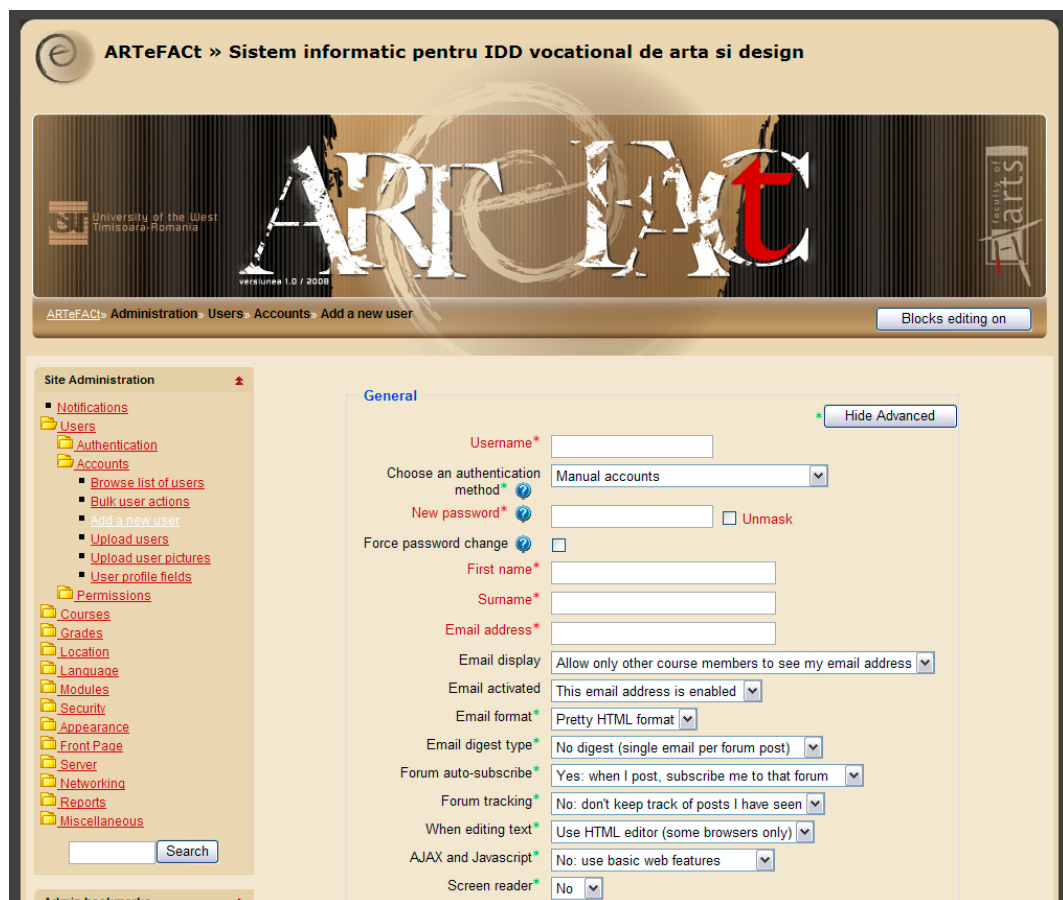 ARTeFACt » Sistem informatic pentru IDD vocational de arta si design
University of the West
Timisoara-Romania
ARTeFAct
versiunea 1.0 / 2008
faculty of
arts
ARTeFACt» Administration» Users» Accounts» Add a new user
Blocks editing on
Site Administration
Notifications
Users
Authentication
Accounts
Browse list of users
Bulk user actions
Add a new user
Upload users
Upload user pictures
User profile fields
Permissions
Courses
Grades
Location
Language
Modules
Security
Appearance
Front Page
Server
Networking
Reports
Miscellaneous
Search
General
* Hide Advanced
Username*
Choose an authentication
method* Manual accounts
New password* Unmask
Force password change
First name*
Surname*
Email address*
Email display Allow only other course members to see my email address
Email activated This email address is enabled
Email format* Pretty HTML format
Email digest type* No digest (single email per forum post)
Forum auto-subscribe* Yes: when I post, subscribe me to that forum
Forum tracking* No: don't keep track of posts I have seen
When editing text* Use HTML editor (some browsers only)
AJAX and Javascript* No: use basic web features
Screen reader* No